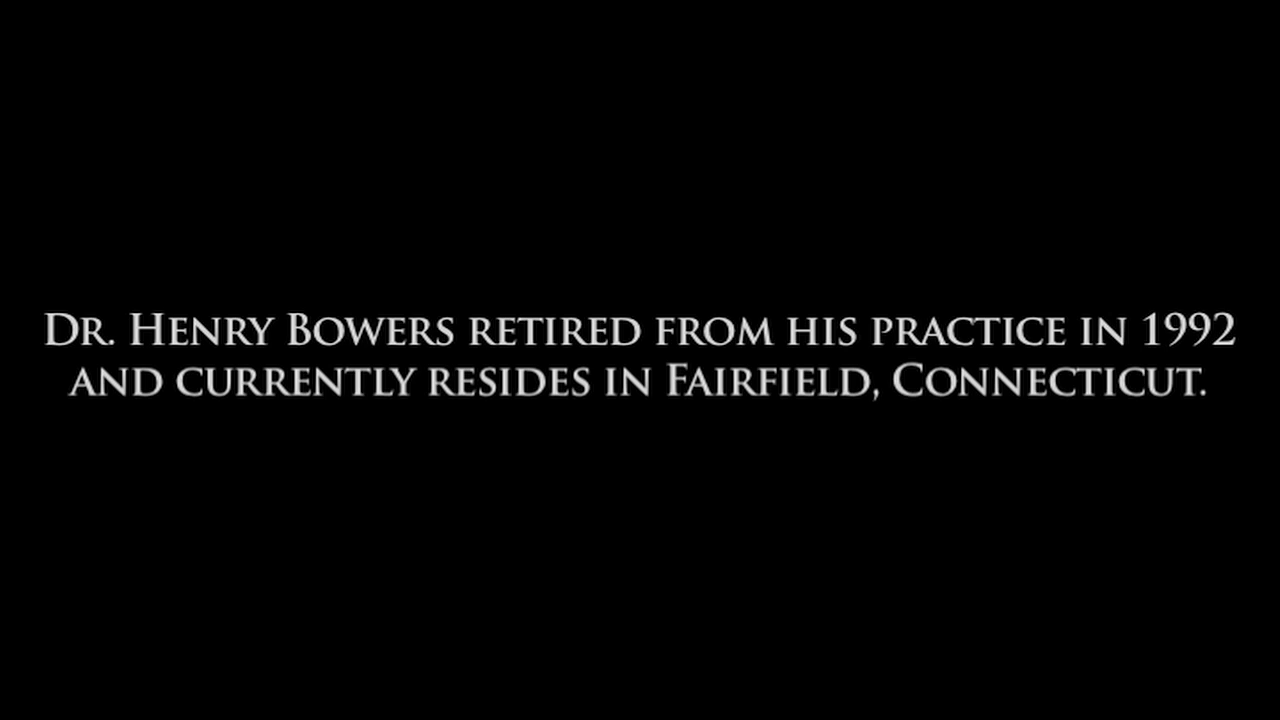 Dr. Henry Bowers retired from his practice in 1992
and currently resides in Fairfield, Connecticut.